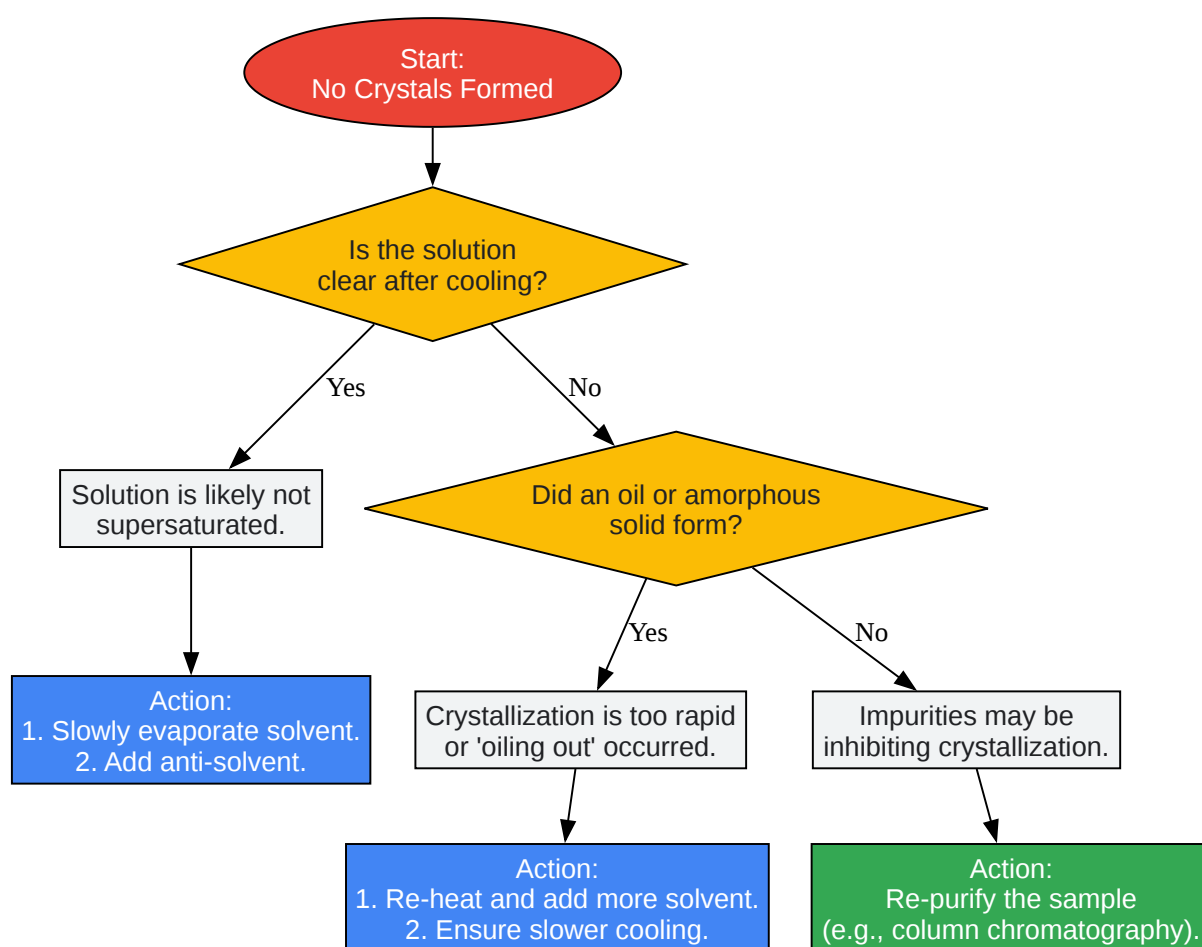 Start:
No Crystals Formed
Is the solution
clear after cooling?
Yes
No
Solution is likely not
supersaturated.
Did an oil or amorphous
solid form?
Yes
No
Action:
1. Slowly evaporate solvent.
2. Add anti-solvent.
Crystallization is too rapid
or 'oiling out' occurred.
Impurities may be
inhibiting crystallization.
Action:
1. Re-heat and add more solvent.
2. Ensure slower cooling.
Action:
Re-purify the sample
(e.g., column chromatography).